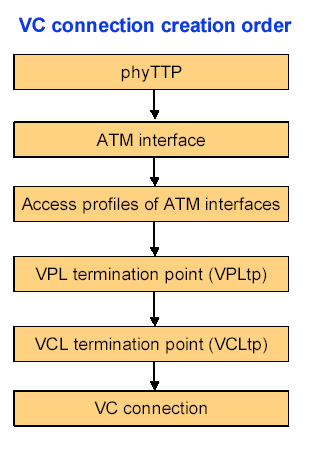 VC connection creation order
phyTTP
ATM interface
Access profiles of ATM interfaces
VPL termination point (VPLtp)
VCL termination point (VCLtp)
VC connection